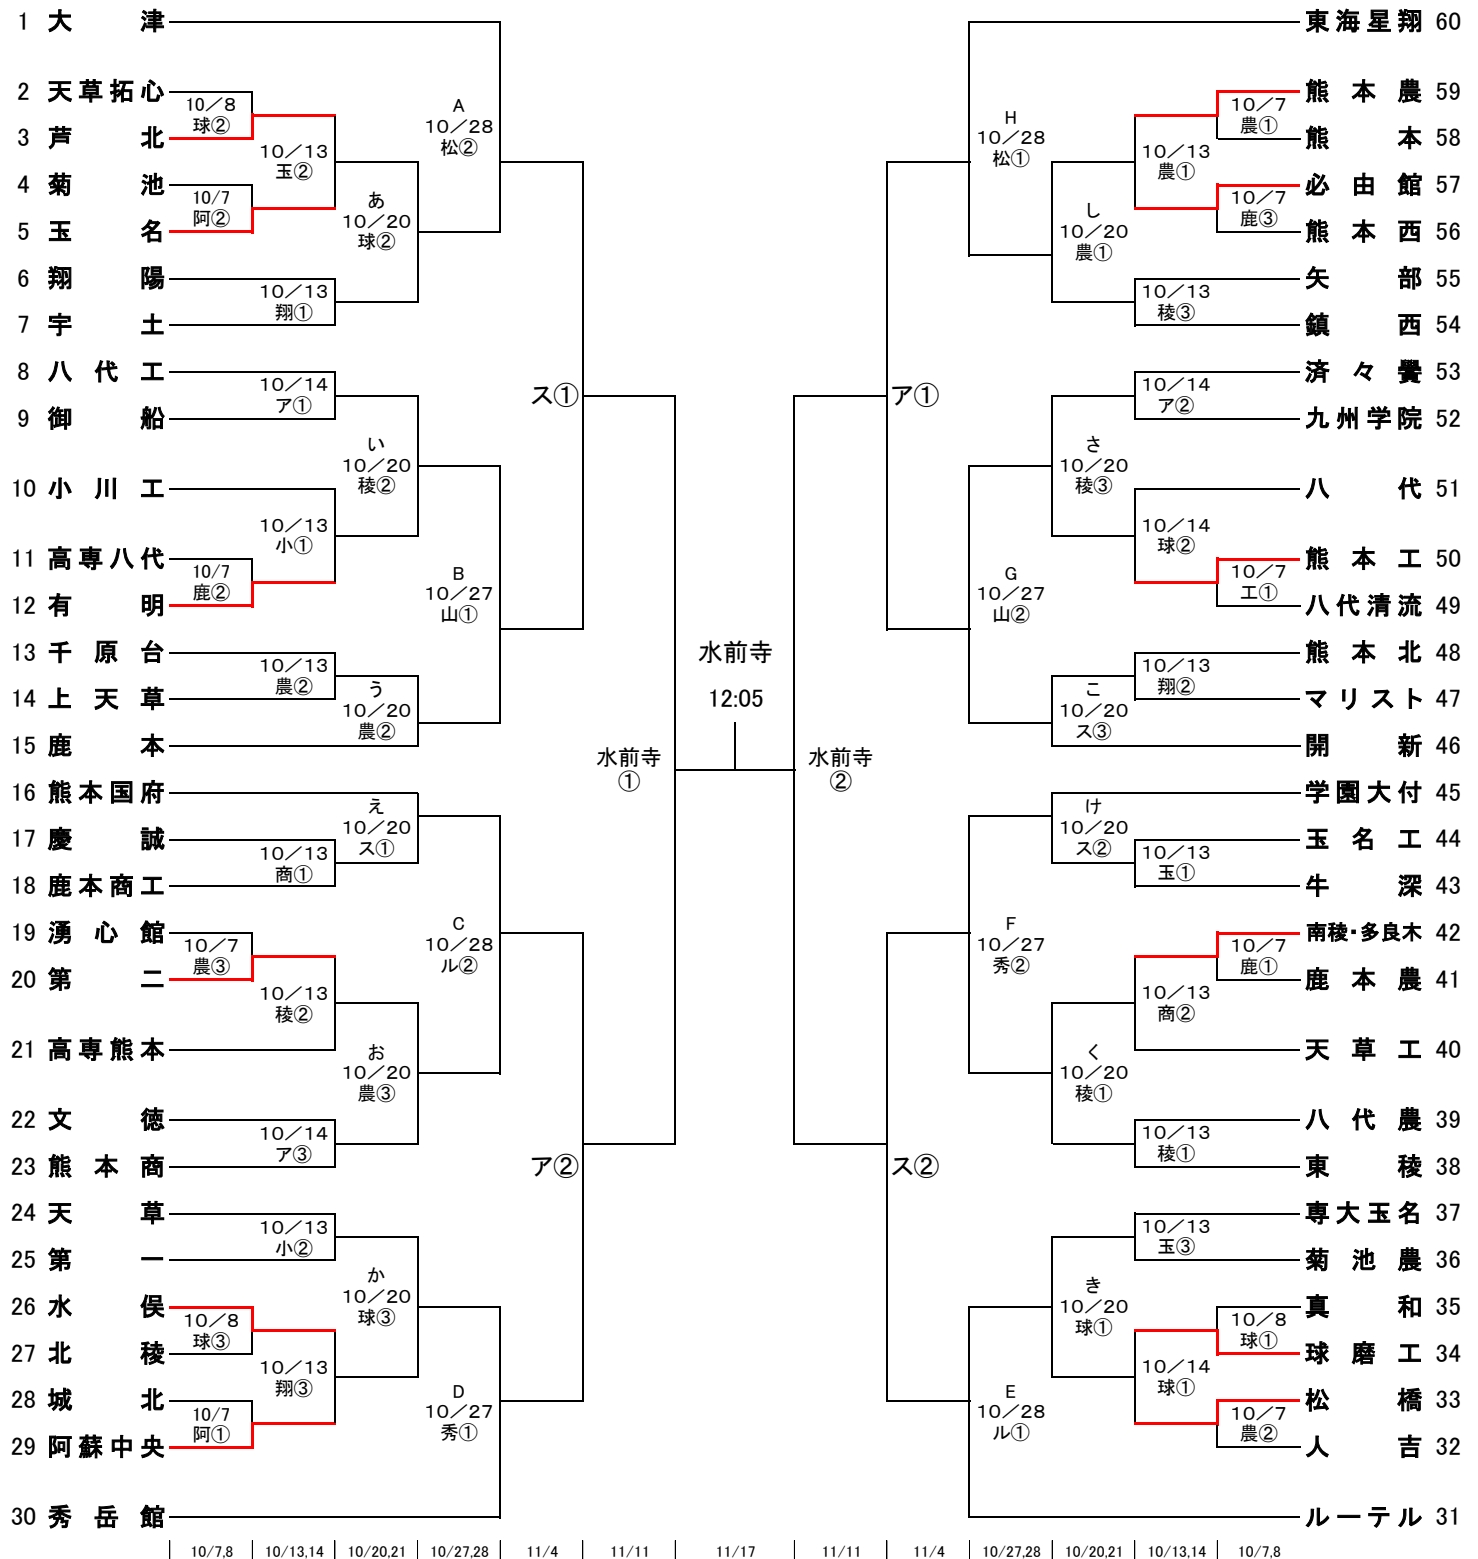 1 大津
2 天草拓心
3 芦北
4 菊池
5 玉名
6 翔陽
7 宇土
8 八代工
9 御船
10 小川工
11 高専八代
12 有明
13 千原台
14 上天草
15 鹿本
16 熊本国府
17 慶誠
18 鹿本商工
19 湧心館
20 第二
21 高専熊本
22 文徳
23 熊本商
24 天草
25 第一
26 水俣
27 北稜
28 城北
29 阿蘇中央
30 秀岳館
10/8
球②
10/7
阿②
10/7
鹿②
10/7
農③
10/8
球③
10/7
阿①
10/13
玉②
10/13
翔①
10/14
ア①
10/13
小①
10/13
農②
10/13
商①
10/13
稜②
10/14
ア③
10/13
小②
10/13
翔③
あ
10/20
球②
い
10/20
稜②
う
10/20
農②
え
10/20
ス①
お
10/20
農③
か
10/20
球③
A
10/28
松②
B
10/27
山①
C
10/28
ル②
D
10/27
秀①
ス①
ア②
水前寺
①
水前寺
12:05
水前寺
②
ア①
ス②
H
10/28
松①
G
10/27
山②
F
10/27
秀②
E
10/28
ル①
し
10/20
農①
さ
10/20
稜③
こ
10/20
ス③
け
10/20
ス②
く
10/20
稜①
き
10/20
球①
10/13
農①
10/13
稜③
10/14
ア②
10/14
球②
10/13
翔②
10/13
玉①
10/13
商②
10/13
稜①
10/13
玉③
10/14
球①
10/7
農①
10/7
鹿③
10/7
工①
10/7
鹿①
10/8
球①
10/7
農②
東海星翔 60
熊本農 59
熊本 58
必由館 57
熊本西 56
矢部 55
鎮西 54
済々黌 53
九州学院 52
八代 51
熊本工 50
八代清流 49
熊本北 48
マリスト 47
開新 46
学園大付 45
玉名工 44
牛深 43
南稜・多良木 42
鹿本農 41
天草工 40
八代農 39
東稜 38
専大玉名 37
菊池農 36
真和 35
球磨工 34
松橋 33
人吉 32
ルーテル 31
10/7,8 10/13,14 10/20,21 10/27,28 11/4 11/11 11/17 11/11 11/4 10/27,28 10/20,21 10/13,14 10/7,8